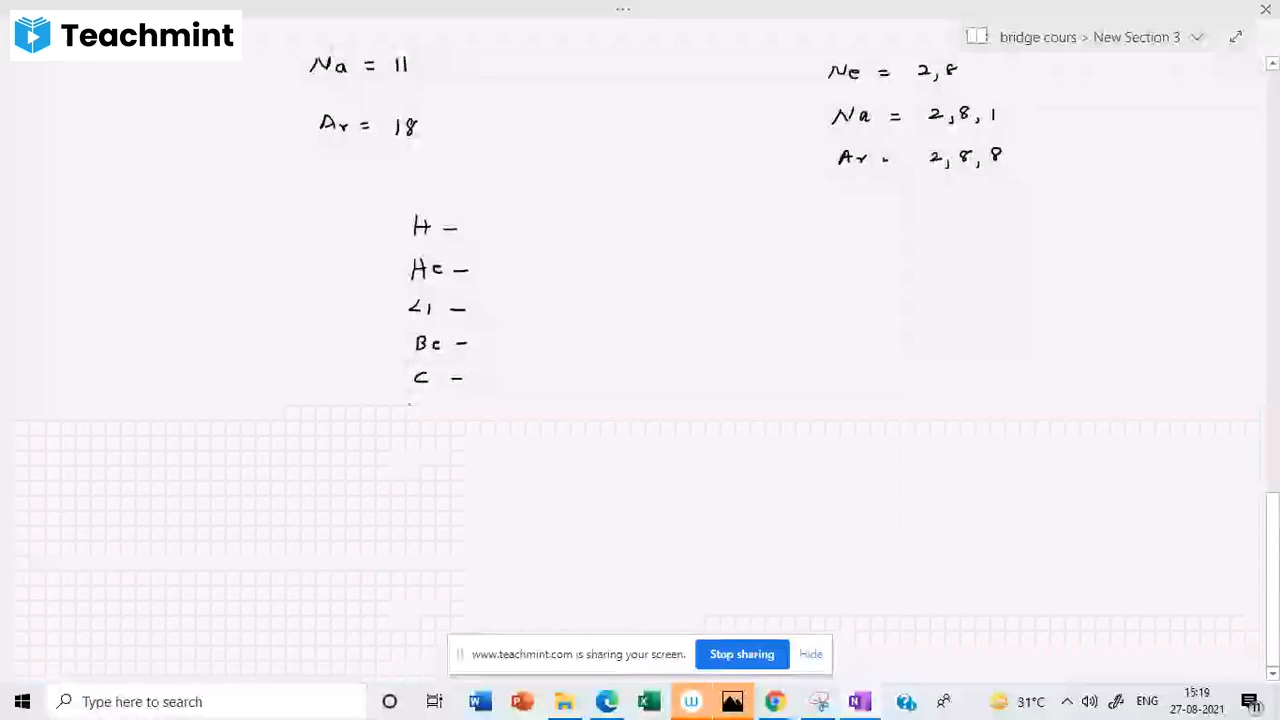 Teachmint
bridge cours > New Section 3
Na = 11
Ar = 18
Ne = 2,8
Na = 2,8,1
Ar . 2,8,8
H -
He -
Li -
Be -
C -
www.teachmint.com is sharing your screen.
Stop sharing
Hide
Type here to search
31°C
ENG
15:19
27-08-2021